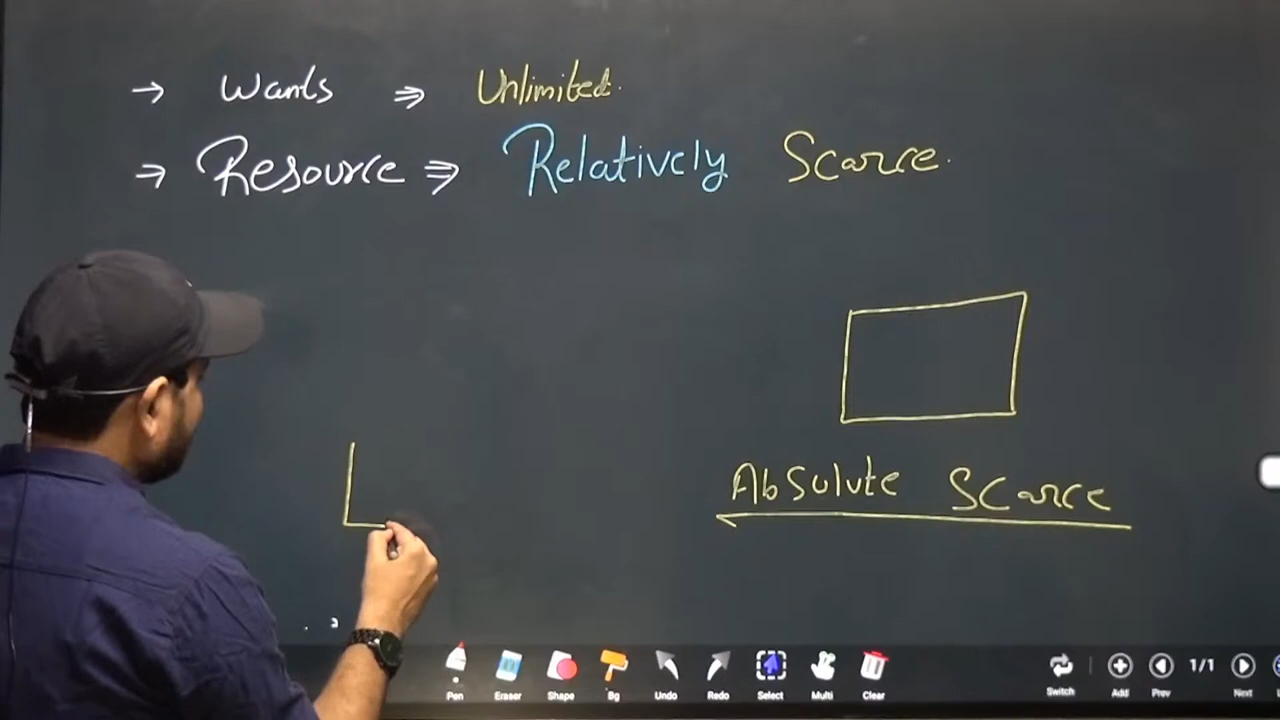 → Wants ⇒ Unlimited.
⇒ Resource ⇒ Relatively Scarce.
Absolute Scarce
Pen Eraser Shape Bg Undo Redo Select Multi Clear Switch Add Prev 1/1 Next